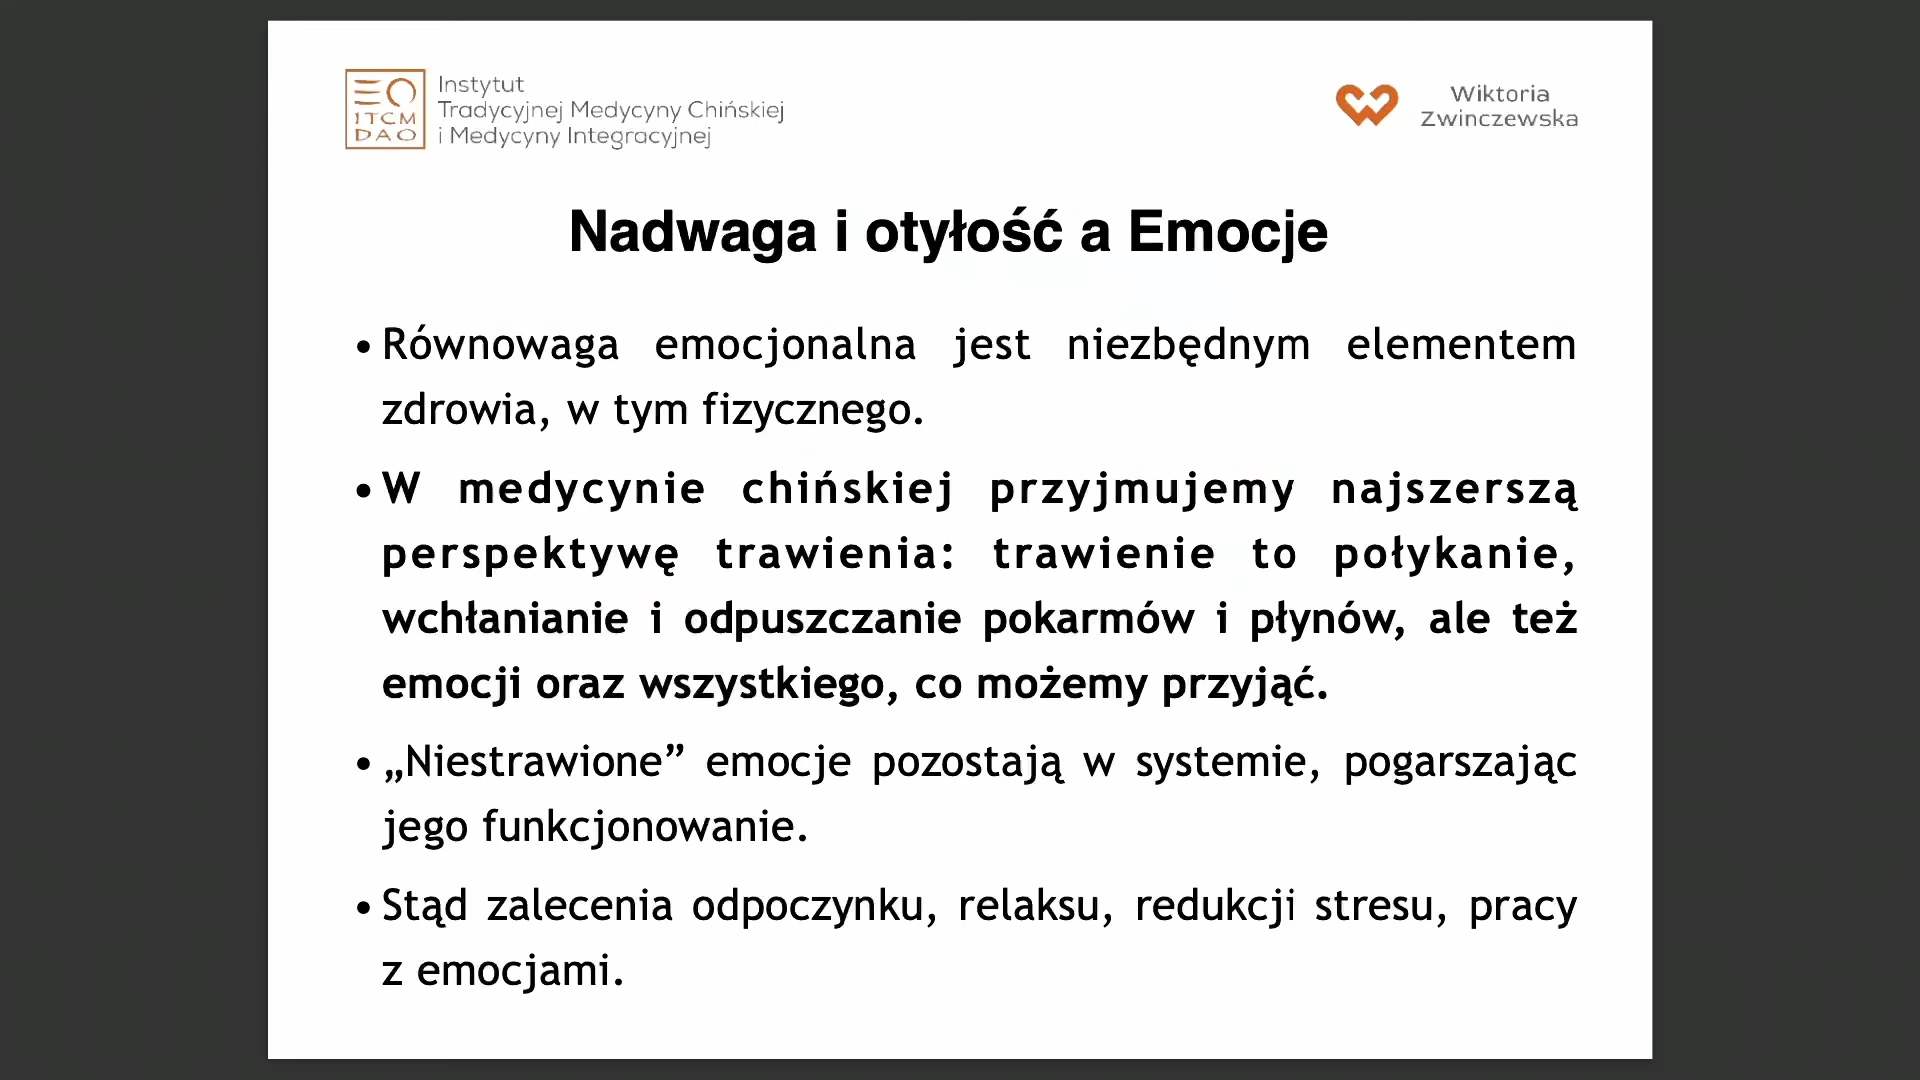 Instytut
Tradycyjnej Medycyny Chińskiej
i Medycyny Integracyjnej
ITCM
DAO
Wiktoria
Zwinczewska
Nadwaga i otyłość a Emocje
• Równowaga emocjonalna jest niezbędnym elementem
zdrowia, w tym fizycznego.
• W medycynie chińskiej przyjmujemy najszerszą
perspektywę trawienia: trawienie to połykanie,
wchłanianie i odpuszczanie pokarmów i płynów, ale też
emocji oraz wszystkiego, co możemy przyjąć.
• „Niestrawione” emocje pozostają w systemie, pogarszając
jego funkcjonowanie.
• Stąd zalecenia odpoczynku, relaksu, redukcji stresu, pracy
z emocjami.